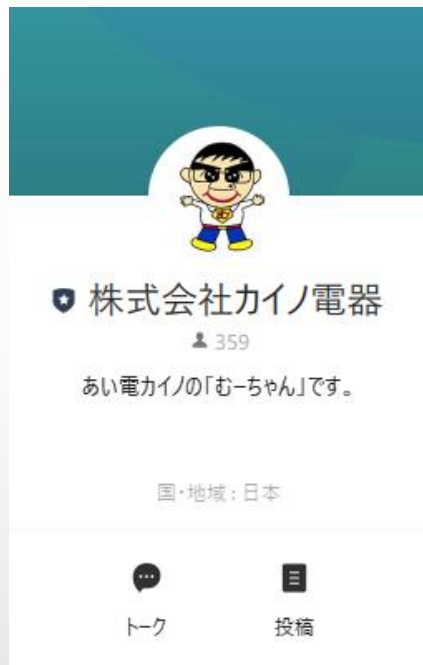 株式会社カイノ電器
359
あい電カイノの「むーちゃん」です。
国・地域：日本
トーク
投稿